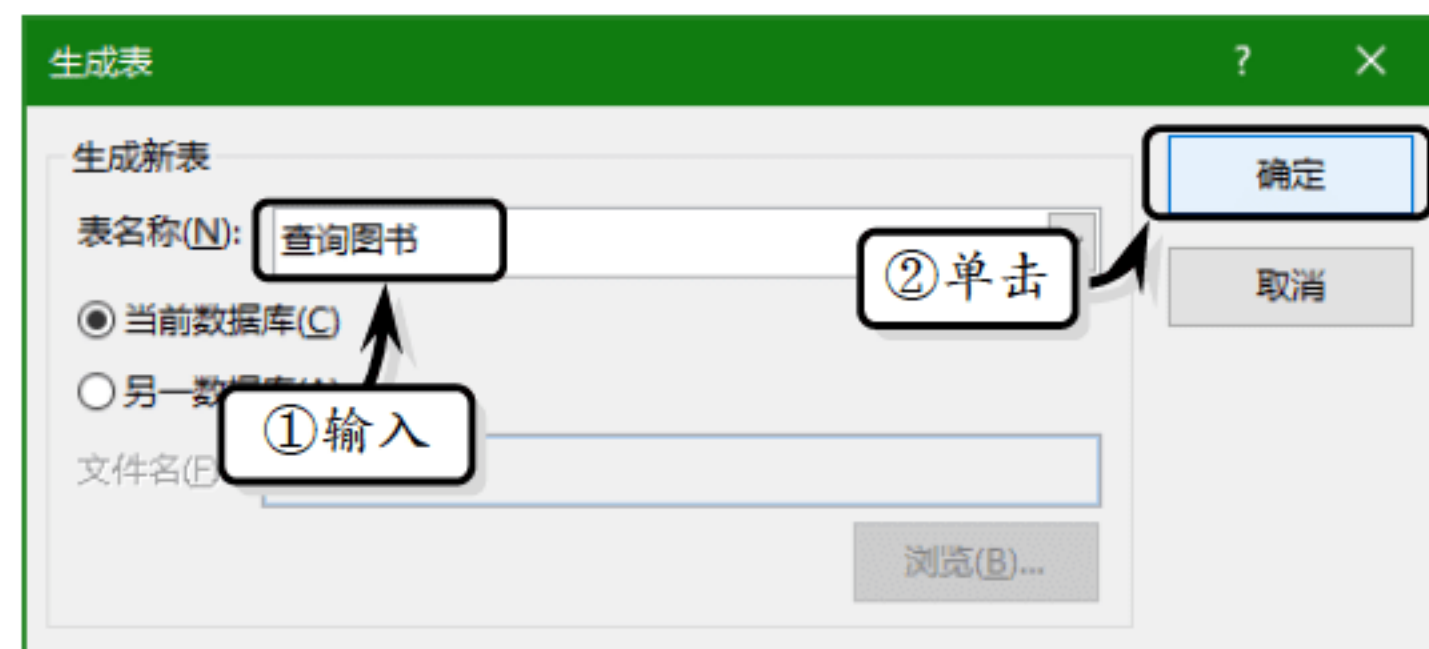 生成表
生成新表
确定
表名称(N):
查询图书
②单击
取消
当前数据库(C)
另一数
①输入
文件名(F
浏览(B)...